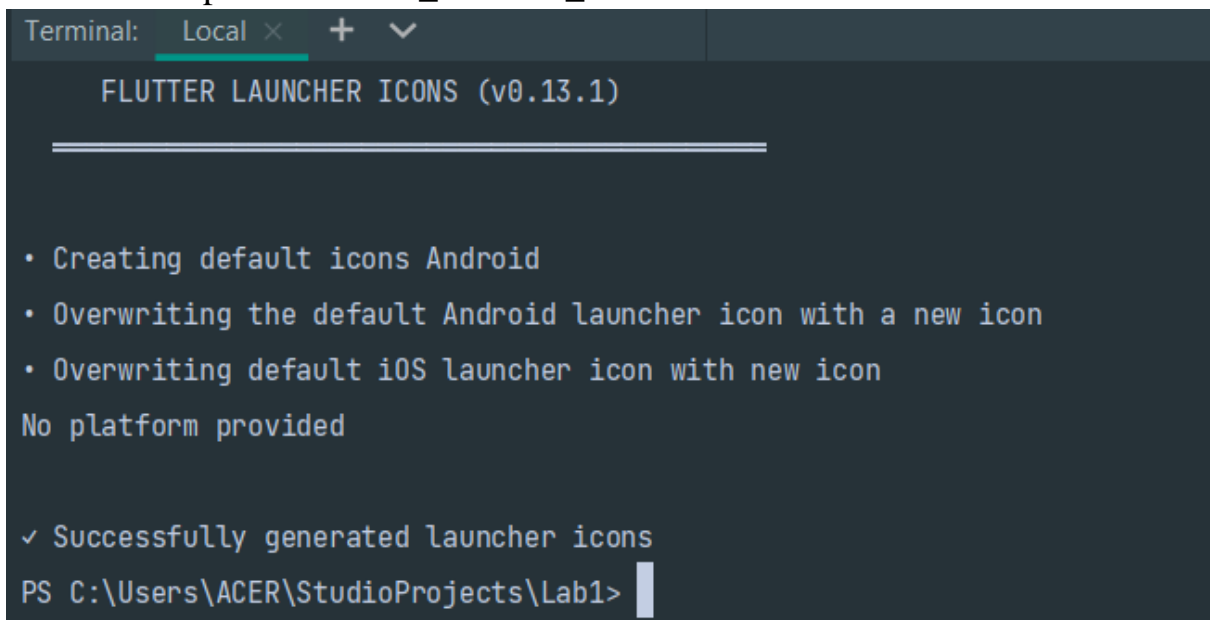 Terminal: Local × + ∨
FLUTTER LAUNCHER ICONS (v0.13.1)
════════════════════════════════════════════
• Creating default icons Android
• Overwriting the default Android launcher icon with a new icon
• Overwriting default iOS launcher icon with new icon
No platform provided
✓ Successfully generated launcher icons
PS C:\Users\ACER\StudioProjects\Lab1>